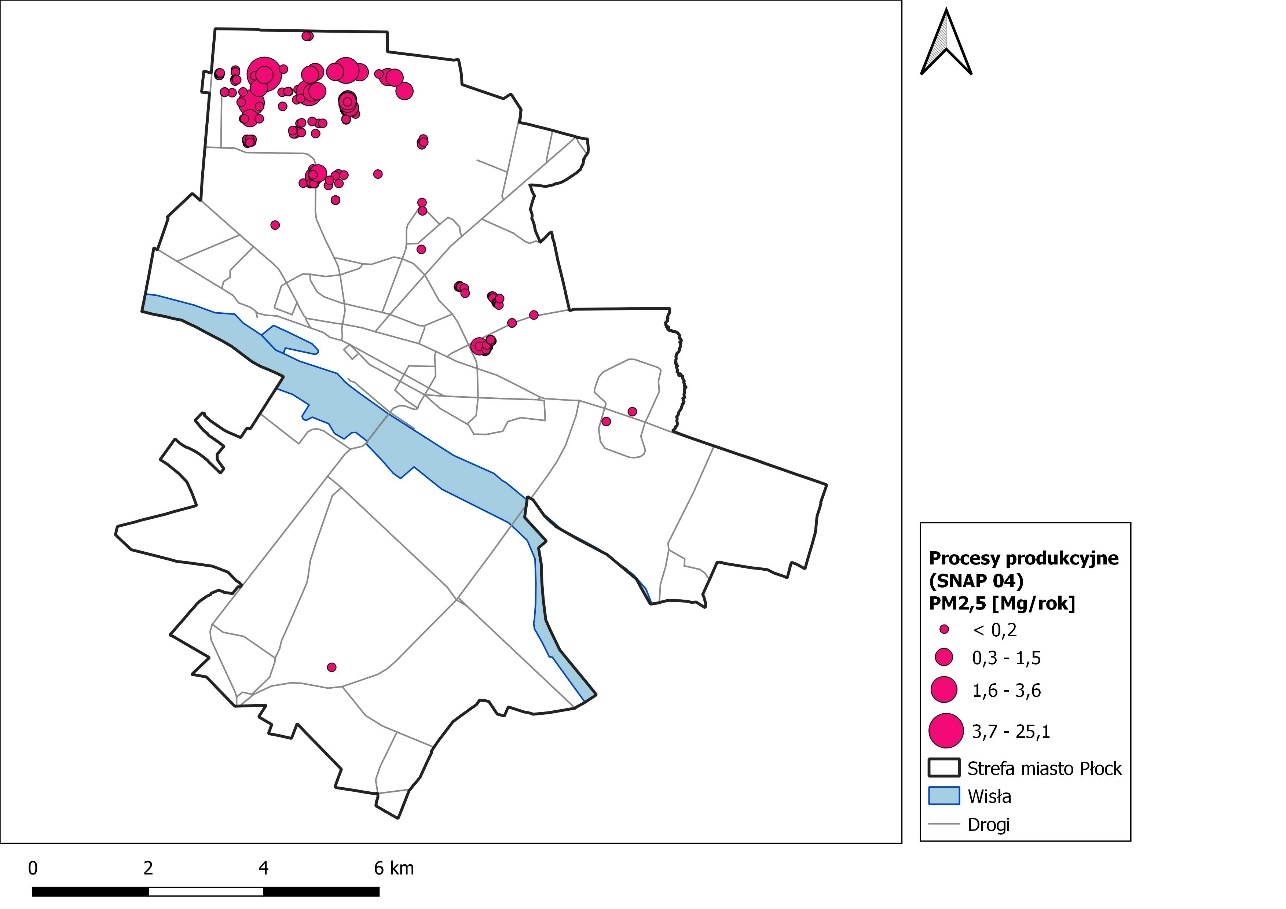 Procesy produkcyjne
(SNAP 04)
PM2,5 [Mg/rok]
< 0,2
0,3 - 1,5
1,6 - 3,6
3,7 - 25,1
Strefa miasto Płock
Wisła
Drogi
0 2 4 6 km